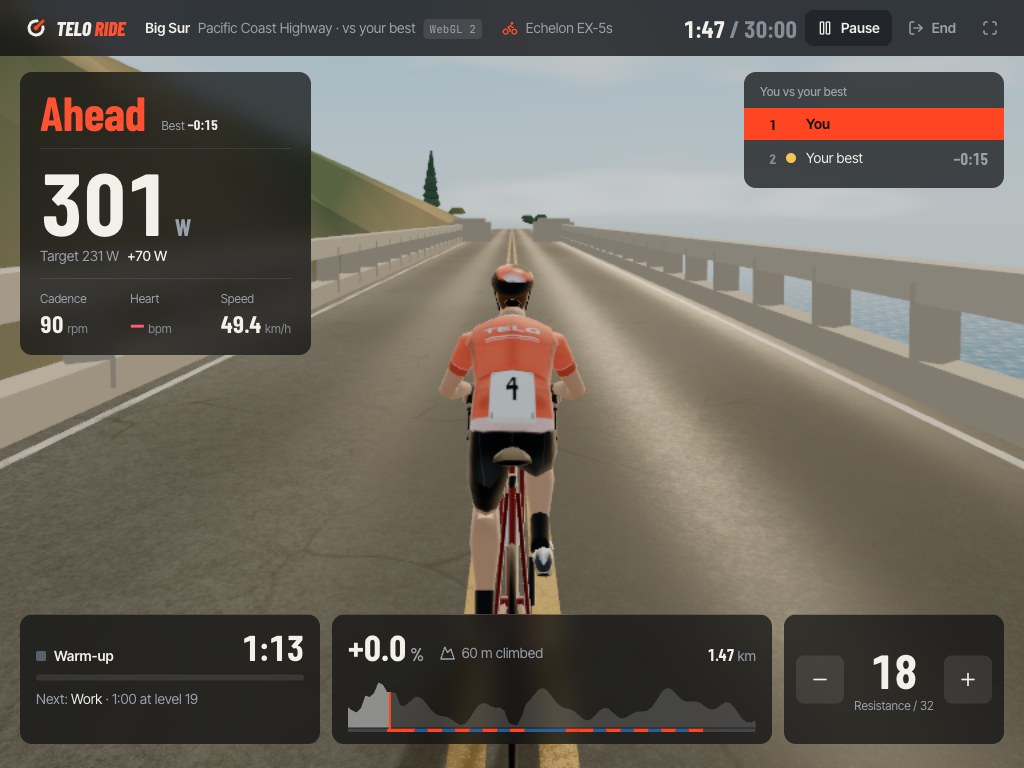 TELO RIDE Big Sur Pacific Coast Highway · vs your best WebGL 2 Echelon EX-5s 1:47 / 30:00 Pause End
Ahead Best −0:15
301 W
Target 231 W +70 W
Cadence Heart Speed
90 rpm – bpm 49.4 km/h
You vs your best
1 You
2 Your best −0:15
TELO
4
Warm-up 1:13
Next: Work · 1:00 at level 19
+0.0 % 60 m climbed 1.47 km
− 18 +
Resistance / 32